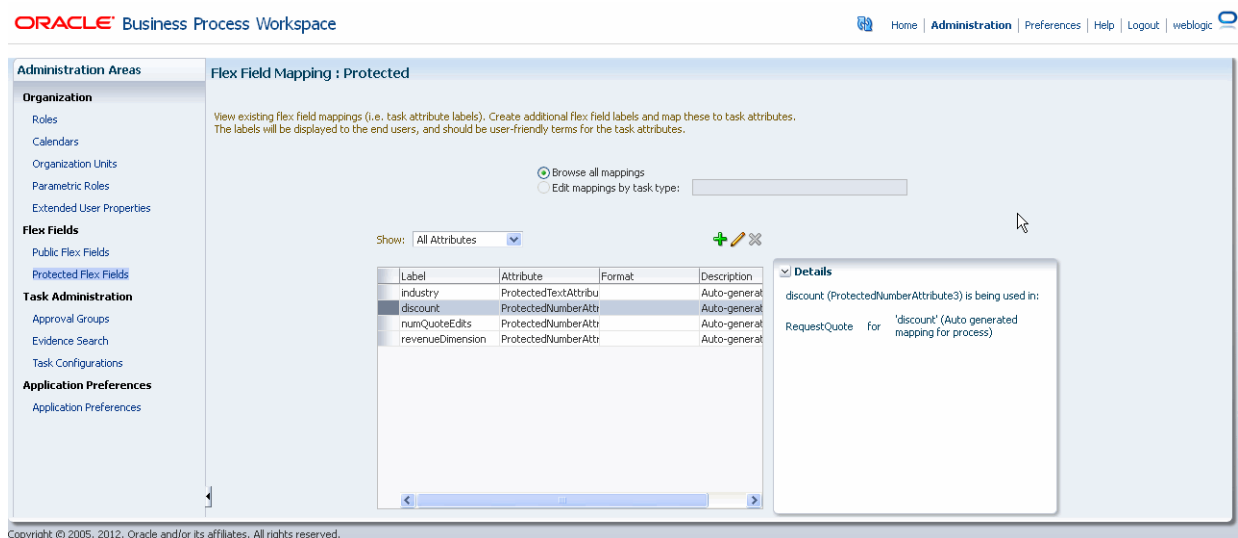 ORACLE Business Process Workspace
Home | Administration | Preferences | Help | Logout | weblogic
Administration Areas
Organization
Roles
Calendars
Organization Units
Parametric Roles
Extended User Properties
Flex Fields
Public Flex Fields
Protected Flex Fields
Task Administration
Approval Groups
Evidence Search
Task Configurations
Application Preferences
Application Preferences
Flex Field Mapping : Protected
View existing flex field mappings (i.e. task attribute labels). Create additional flex field labels and map these to task attributes.
The labels will be displayed to the end users, and should be user-friendly terms for the task attributes.
Browse all mappings
Edit mappings by task type:
Show: All Attributes
Label Attribute Format Description
industry ProtectedTextAttribu Auto-generat
discount ProtectedNumberAttr Auto-generat
numQuoteEdits ProtectedNumberAttr Auto-generat
revenueDimension ProtectedNumberAttr Auto-generat
Details
discount (ProtectedNumberAttribute3) is being used in:
RequestQuote for 'discount' (Auto generated
mapping for process)
Copyright © 2005, 2012, Oracle and/or its affiliates. All rights reserved.